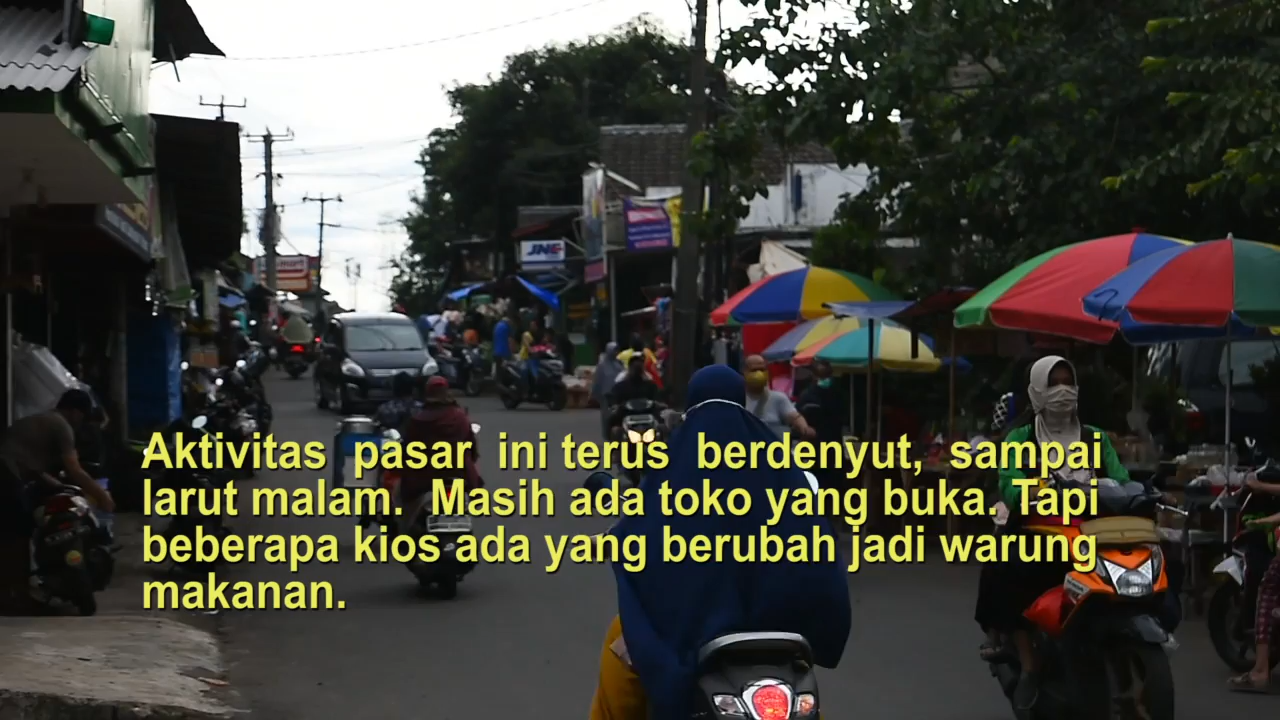 JNE
Aktivitas pasar ini terus berdenyut, sampai
larut malam. Masih ada toko yang buka. Tapi
beberapa kios ada yang berubah jadi warung
makanan.